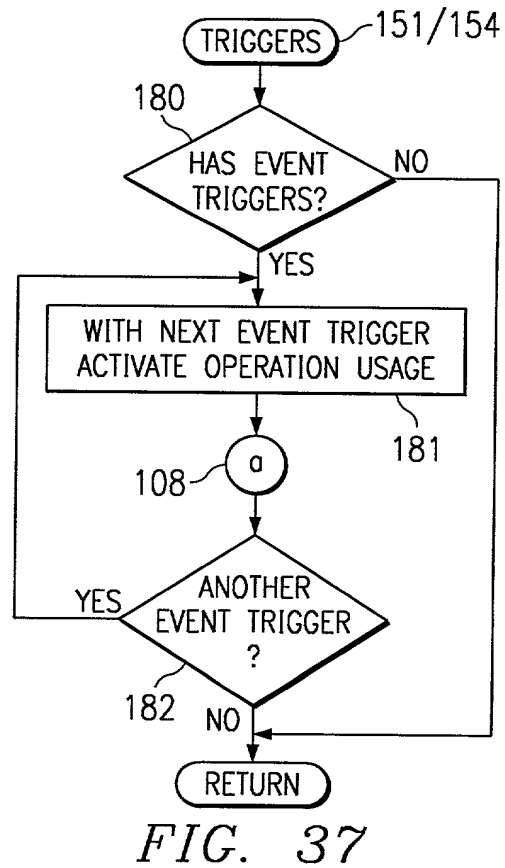 TRIGGERS
151/154
180
HAS EVENT
TRIGGERS?
NO
YES
WITH NEXT EVENT TRIGGER
ACTIVATE OPERATION USAGE
181
a
108
ANOTHER
EVENT TRIGGER
?
YES
182
NO
RETURN
FIG. 37